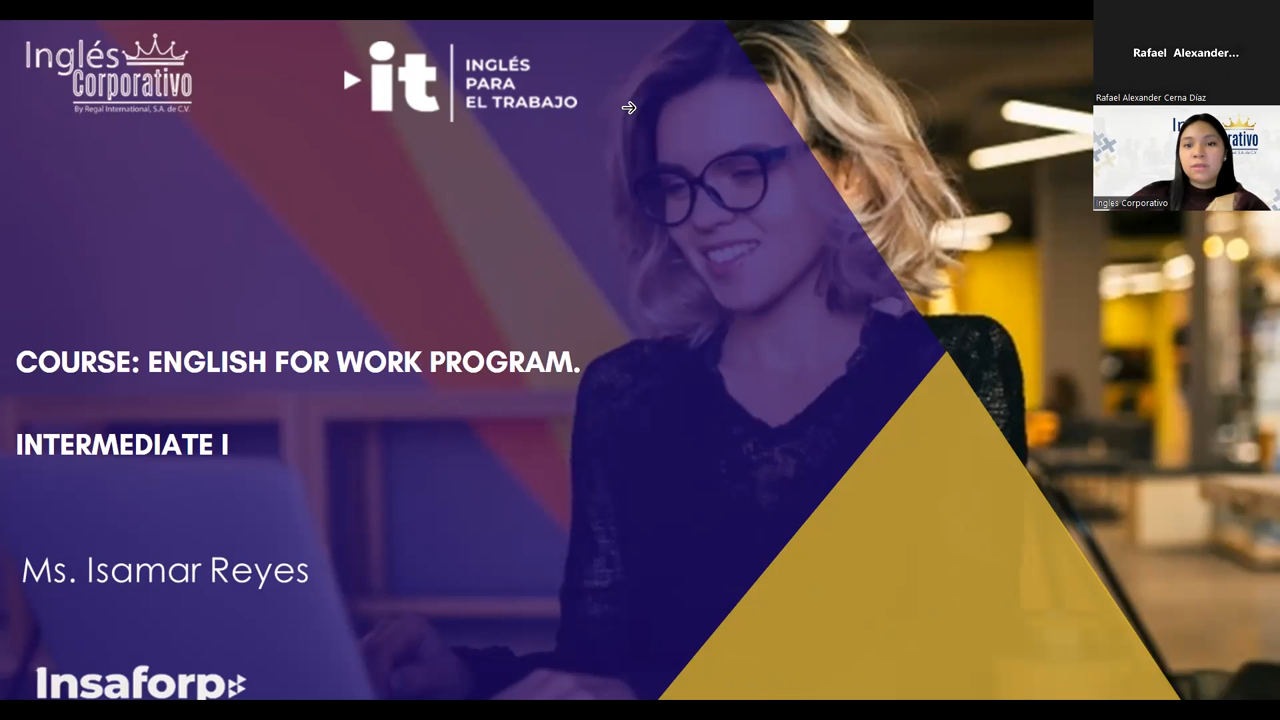 Inglés
Corporativo
By Regal International, S.A. de C.V.
it
INGLÉS
PARA
EL TRABAJO
COURSE: ENGLISH FOR WORK PROGRAM.
INTERMEDIATE I
Ms. Isamar Reyes
Insaforp
Rafael Alexander...
Rafael Alexander Cerna Díaz
Inglés Corporativo